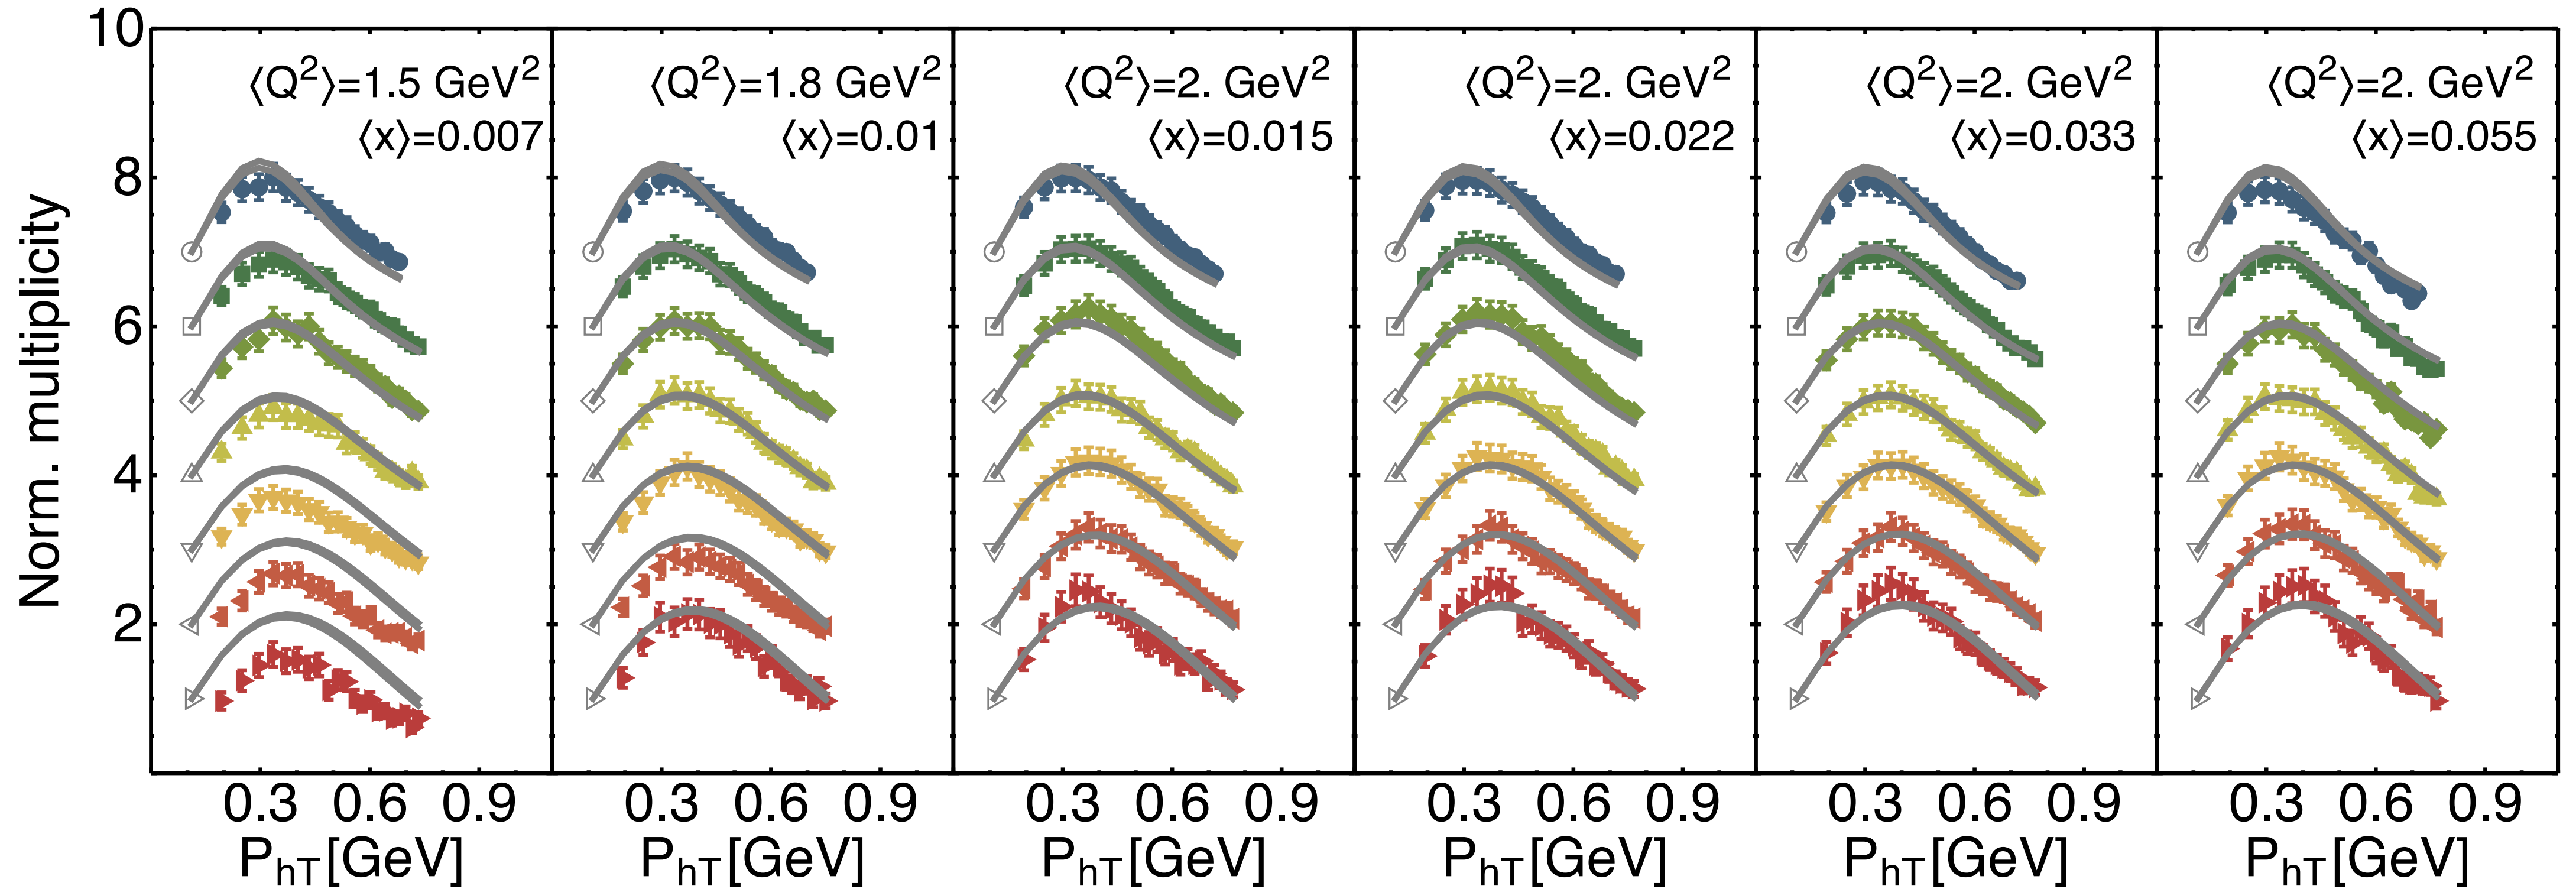 10
8
6
4
2
Norm. multiplicity
⟨Q²⟩=1.5 GeV²
⟨x⟩=0.007
⟨Q²⟩=1.8 GeV²
⟨x⟩=0.01
⟨Q²⟩=2. GeV²
⟨x⟩=0.015
⟨Q²⟩=2. GeV²
⟨x⟩=0.022
⟨Q²⟩=2. GeV²
⟨x⟩=0.033
⟨Q²⟩=2. GeV²
⟨x⟩=0.055
0.3 0.6 0.9 0.3 0.6 0.9 0.3 0.6 0.9 0.3 0.6 0.9 0.3 0.6 0.9 0.3 0.6 0.9
P_hT[GeV] P_hT[GeV] P_hT[GeV] P_hT[GeV] P_hT[GeV] P_hT[GeV]